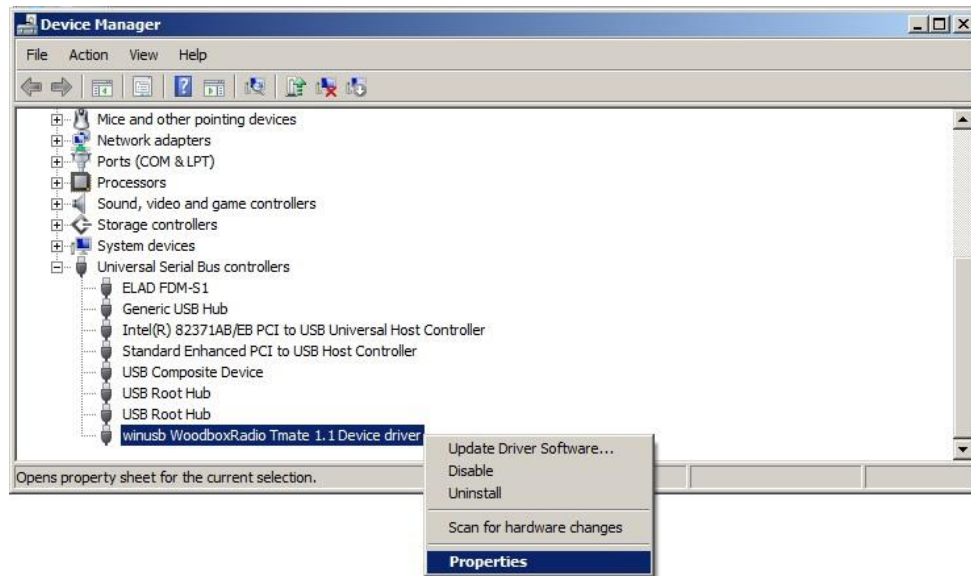 Device Manager
File Action View Help
Mice and other pointing devices
Network adapters
Ports (COM & LPT)
Processors
Sound, video and game controllers
Storage controllers
System devices
Universal Serial Bus controllers
ELAD FDM-S1
Generic USB Hub
Intel(R) 82371AB/EB PCI to USB Universal Host Controller
Standard Enhanced PCI to USB Host Controller
USB Composite Device
USB Root Hub
USB Root Hub
winusb WoodboxRadio Tmate 1.1 Device driver
Update Driver Software...
Disable
Uninstall
Scan for hardware changes
Properties
Opens property sheet for the current selection.